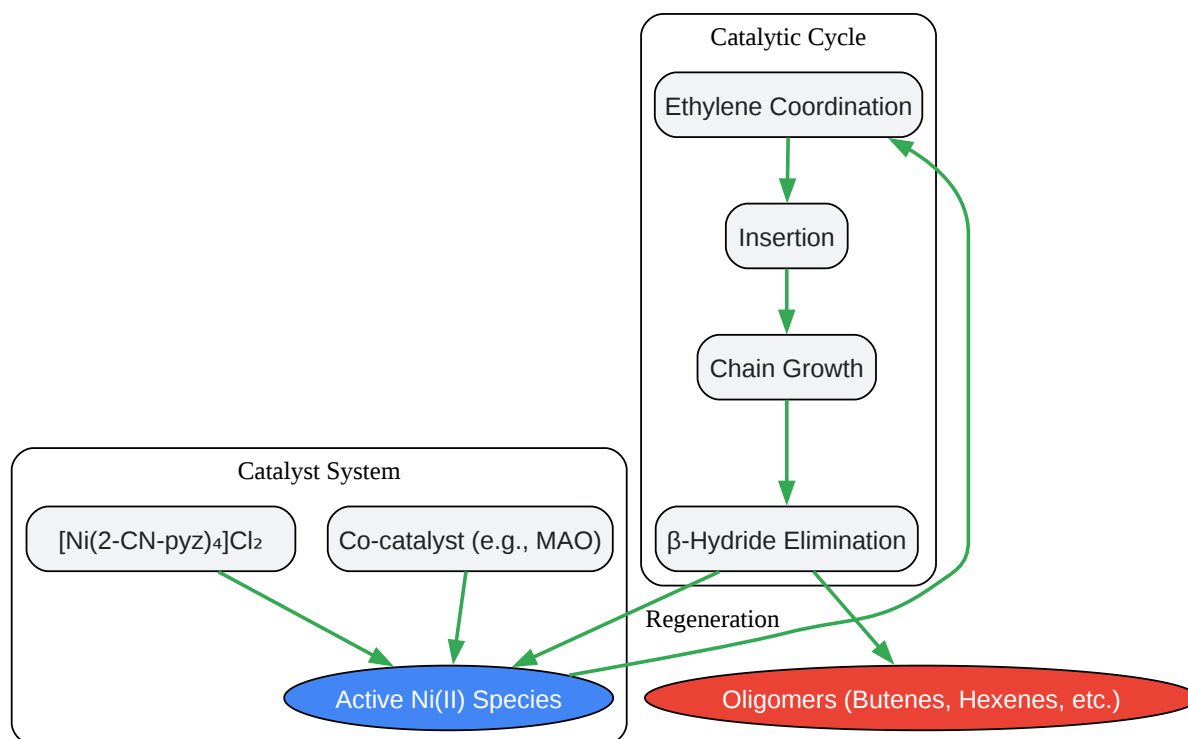 Catalytic Cycle
Ethylene Coordination
Insertion
Chain Growth
Catalyst System
[Ni(2-CN-pyz)₄]Cl₂
Co-catalyst (e.g., MAO)
β-Hydride Elimination
Regeneration
Active Ni(II) Species
Oligomers (Butenes, Hexenes, etc.)